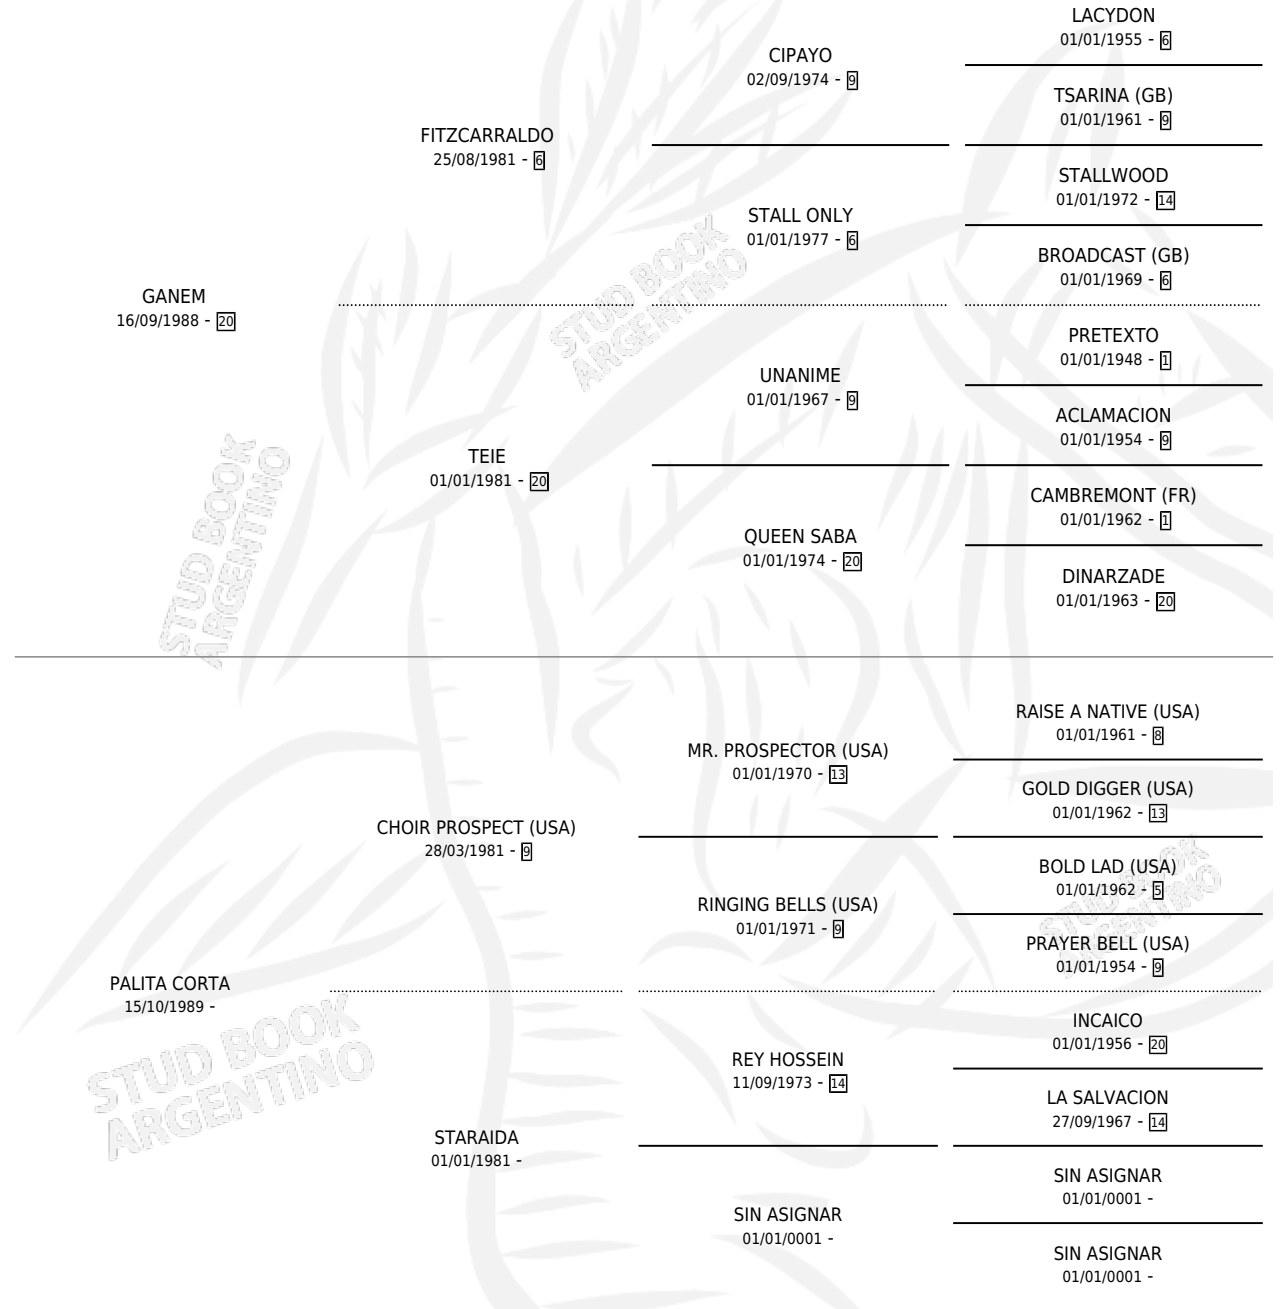 LACYDON
01/01/1955 - 6
CIPAYO
02/09/1974 - 9
TSARINA (GB)
01/01/1961 - 9
FITZCARRALDO
25/08/1981 - 6
STALLWOOD
01/01/1972 - 14
STALL ONLY
01/01/1977 - 6
BROADCAST (GB)
01/01/1969 - 6
GANEM
16/09/1988 - 20
PRETEXTO
01/01/1948 - 1
UNANIME
01/01/1967 - 9
ACLAMACION
01/01/1954 - 9
TEIE
01/01/1981 - 20
CAMBREMONT (FR)
01/01/1962 - 1
QUEEN SABA
01/01/1974 - 20
DINARZADE
01/01/1963 - 20
RAISE A NATIVE (USA)
01/01/1961 - 8
MR. PROSPECTOR (USA)
01/01/1970 - 13
GOLD DIGGER (USA)
01/01/1962 - 13
CHOIR PROSPECT (USA)
28/03/1981 - 9
BOLD LAD (USA)
01/01/1962 - 5
RINGING BELLS (USA)
01/01/1971 - 9
PRAYER BELL (USA)
01/01/1954 - 9
PALITA CORTA
15/10/1989 -
INCAICO
01/01/1956 - 20
REY HOSSEIN
11/09/1973 - 14
LA SALVACION
27/09/1967 - 14
STARAIDA
01/01/1981 -
SIN ASIGNAR
01/01/0001 -
SIN ASIGNAR
01/01/0001 -
SIN ASIGNAR
01/01/0001 -
STUD BOOK
ARGENTINO
STUD BOOK
ARGENTINO
STUD BOOK
ARGENTINO
STUD BOOK
ARGENTINO